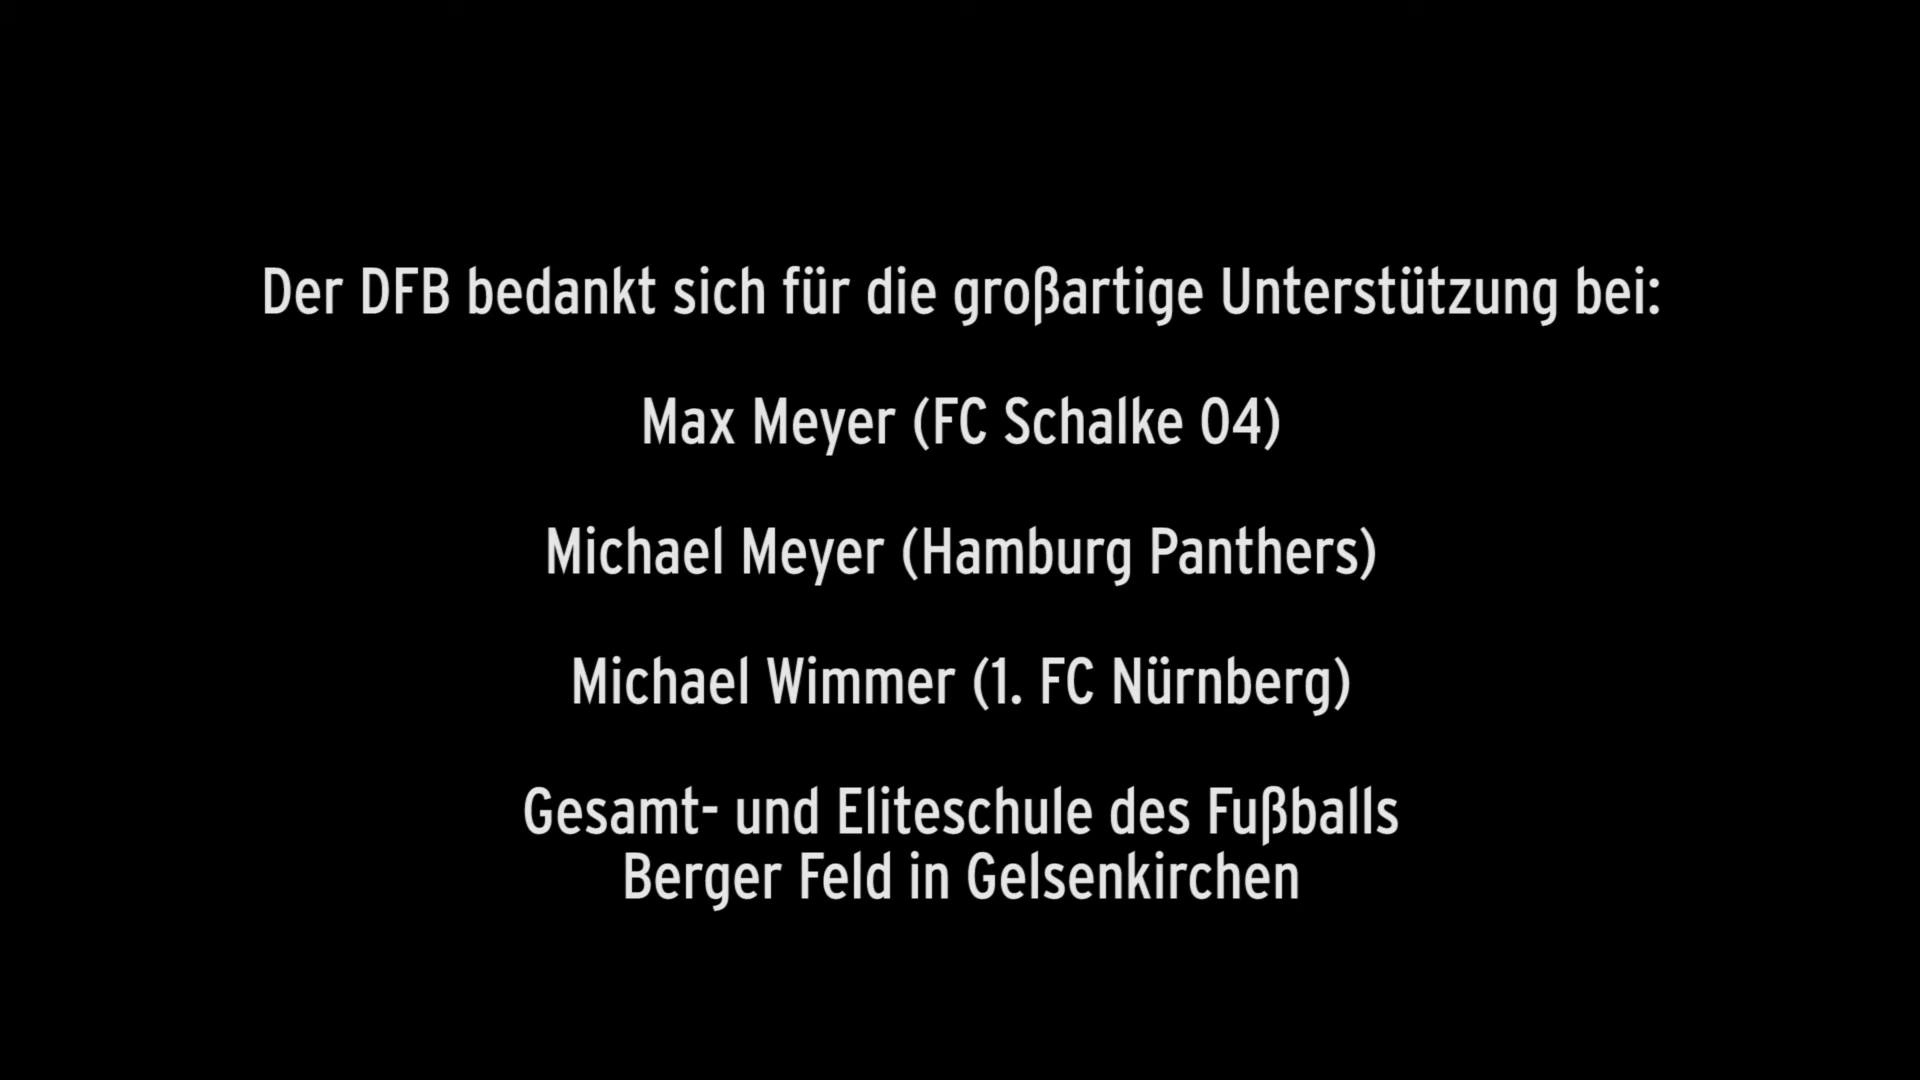 Der DFB bedankt sich für die großartige Unterstützung bei:
Max Meyer (FC Schalke 04)
Michael Meyer (Hamburg Panthers)
Michael Wimmer (1. FC Nürnberg)
Gesamt- und Eliteschule des Fußballs
Berger Feld in Gelsenkirchen